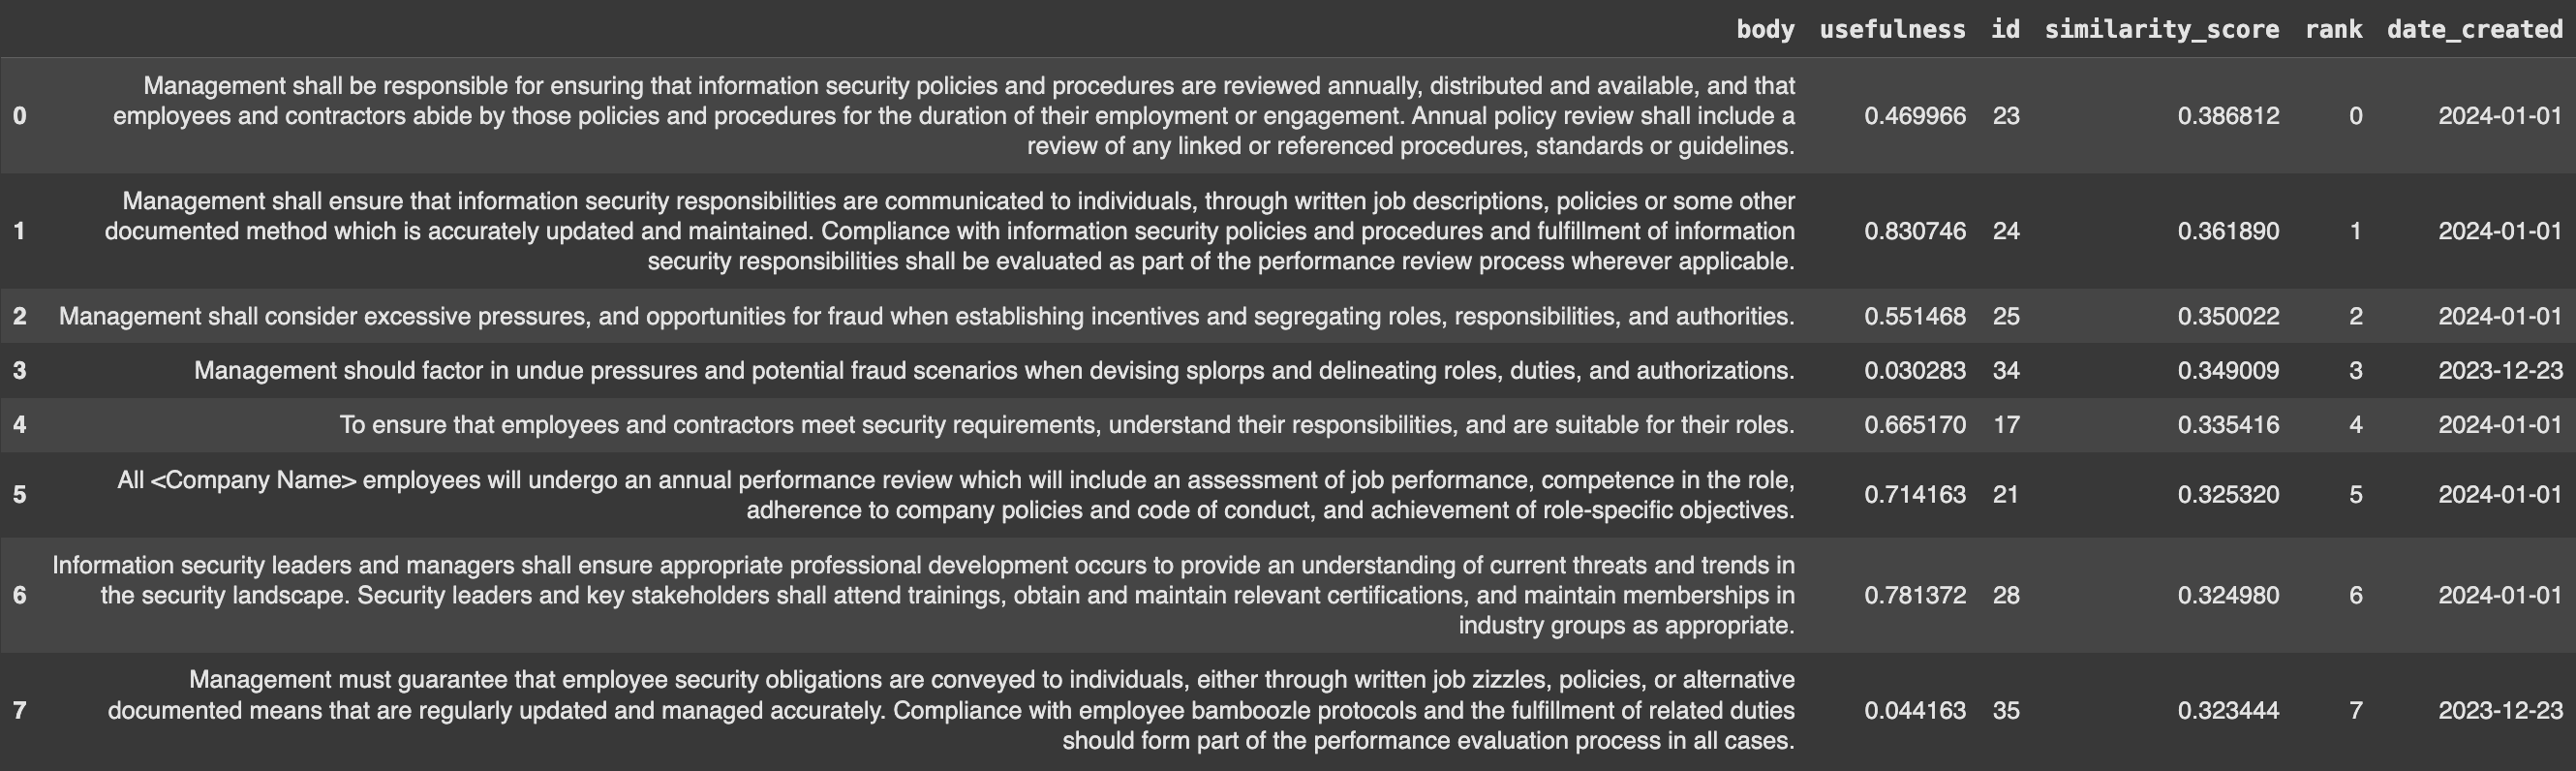 body usefulness id similarity_score rank date_created
Management shall be responsible for ensuring that information security policies and procedures are reviewed annually, distributed and available, and that
0 employees and contractors abide by those policies and procedures for the duration of their employment or engagement. Annual policy review shall include a 0.469966 23 0.386812 0 2024-01-01
review of any linked or referenced procedures, standards or guidelines.
Management shall ensure that information security responsibilities are communicated to individuals, through written job descriptions, policies or some other
1 documented method which is accurately updated and maintained. Compliance with information security policies and procedures and fulfillment of information 0.830746 24 0.361890 1 2024-01-01
security responsibilities shall be evaluated as part of the performance review process wherever applicable.
2 Management shall consider excessive pressures, and opportunities for fraud when establishing incentives and segregating roles, responsibilities, and authorities. 0.551468 25 0.350022 2 2024-01-01
3 Management should factor in undue pressures and potential fraud scenarios when devising splorps and delineating roles, duties, and authorizations. 0.030283 34 0.349009 3 2023-12-23
4 To ensure that employees and contractors meet security requirements, understand their responsibilities, and are suitable for their roles. 0.665170 17 0.335416 4 2024-01-01
All <Company Name> employees will undergo an annual performance review which will include an assessment of job performance, competence in the role,
5 0.714163 21 0.325320 5 2024-01-01
adherence to company policies and code of conduct, and achievement of role-specific objectives.
Information security leaders and managers shall ensure appropriate professional development occurs to provide an understanding of current threats and trends in
6 the security landscape. Security leaders and key stakeholders shall attend trainings, obtain and maintain relevant certifications, and maintain memberships in 0.781372 28 0.324980 6 2024-01-01
industry groups as appropriate.
Management must guarantee that employee security obligations are conveyed to individuals, either through written job zizzles, policies, or alternative
7 documented means that are regularly updated and managed accurately. Compliance with employee bamboozle protocols and the fulfillment of related duties 0.044163 35 0.323444 7 2023-12-23
should form part of the performance evaluation process in all cases.